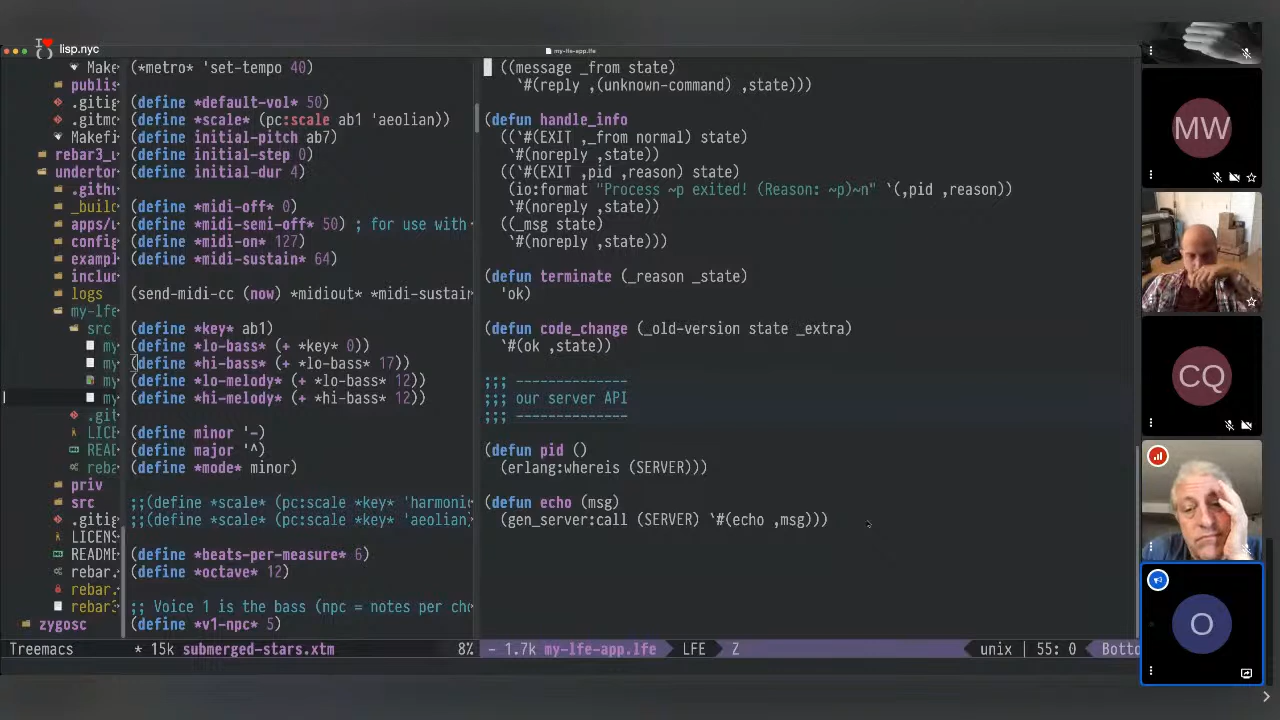 I lisp.nyc
my-lfe-app.lfe
Make
publis
.gitig
.gitmo
Makefi
rebar3_u
undertor
.githu
_buil
apps/u
config
exampl
includ
logs
my-lfe
src
my
my
my
my
.git
LICE
READ
reba
priv
src
.gitig
LICENS
README
rebar.
rebar.
rebar3
zygosc
(*metro* 'set-tempo 40)
(define *default-vol* 50)
(define *scale* (pc:scale ab1 'aeolian))
(define initial-pitch ab7)
(define initial-step 0)
(define initial-dur 4)
(define *midi-off* 0)
(define *midi-semi-off* 50) ; for use with
(define *midi-on* 127)
(define *midi-sustain* 64)
(send-midi-cc (now) *midiout* *midi-sustain
(define *key* ab1)
(define *lo-bass* (+ *key* 0))
(define *hi-bass* (+ *lo-bass* 17))
(define *lo-melody* (+ *lo-bass* 12))
(define *hi-melody* (+ *hi-bass* 12))
(define minor '-)
(define major '^)
(define *mode* minor)
;;(define *scale* (pc:scale *key* 'harmoni
;;(define *scale* (pc:scale *key* 'aeolian
(define *beats-per-measure* 6)
(define *octave* 12)
;; Voice 1 is the bass (npc = notes per cho
(define *v1-npc* 5)
((message _from state)
`#(reply ,(unknown-command) ,state)))
(defun handle_info
((`#(EXIT ,_from normal) state)
`#(noreply ,state))
((`#(EXIT ,pid ,reason) state)
(io:format "Process ~p exited! (Reason: ~p)~n" `(,pid ,reason))
`#(noreply ,state))
((_msg state)
`#(noreply ,state)))
(defun terminate (_reason _state)
'ok)
(defun code_change (_old-version state _extra)
`#(ok ,state))
;;; --------------
;;; our server API
;;; --------------
(defun pid ()
(erlang:whereis (SERVER)))
(defun echo (msg)
(gen_server:call (SERVER) `#(echo ,msg)))
Treemacs
* 15k submerged-stars.xtm 8%
- 1.7k my-lfe-app.lfe LFE Z unix | 55: 0 Botto
MW
CQ
O